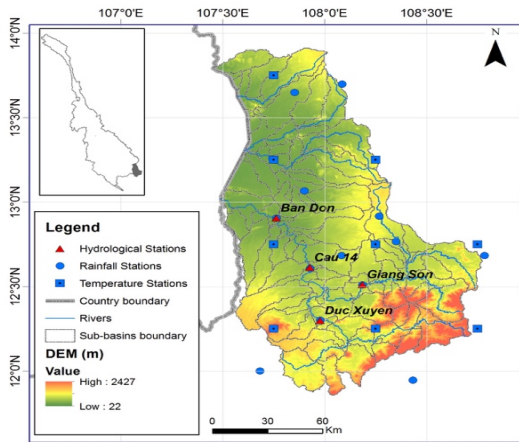 107°0'E 107°30'E 108°0'E 108°30'E
14°0'N
13°30'N
13°0'N
12°30'N
12°0'N
N
Ban Don
Cau 14
Giang Son
Duc Xuyen
Legend
Hydrological Stations
Rainfall Stations
Temperature Stations
Country boundary
Rivers
Sub-basins boundary
DEM (m)
Value
High : 2427
Low : 22
0 15 30 60
Km